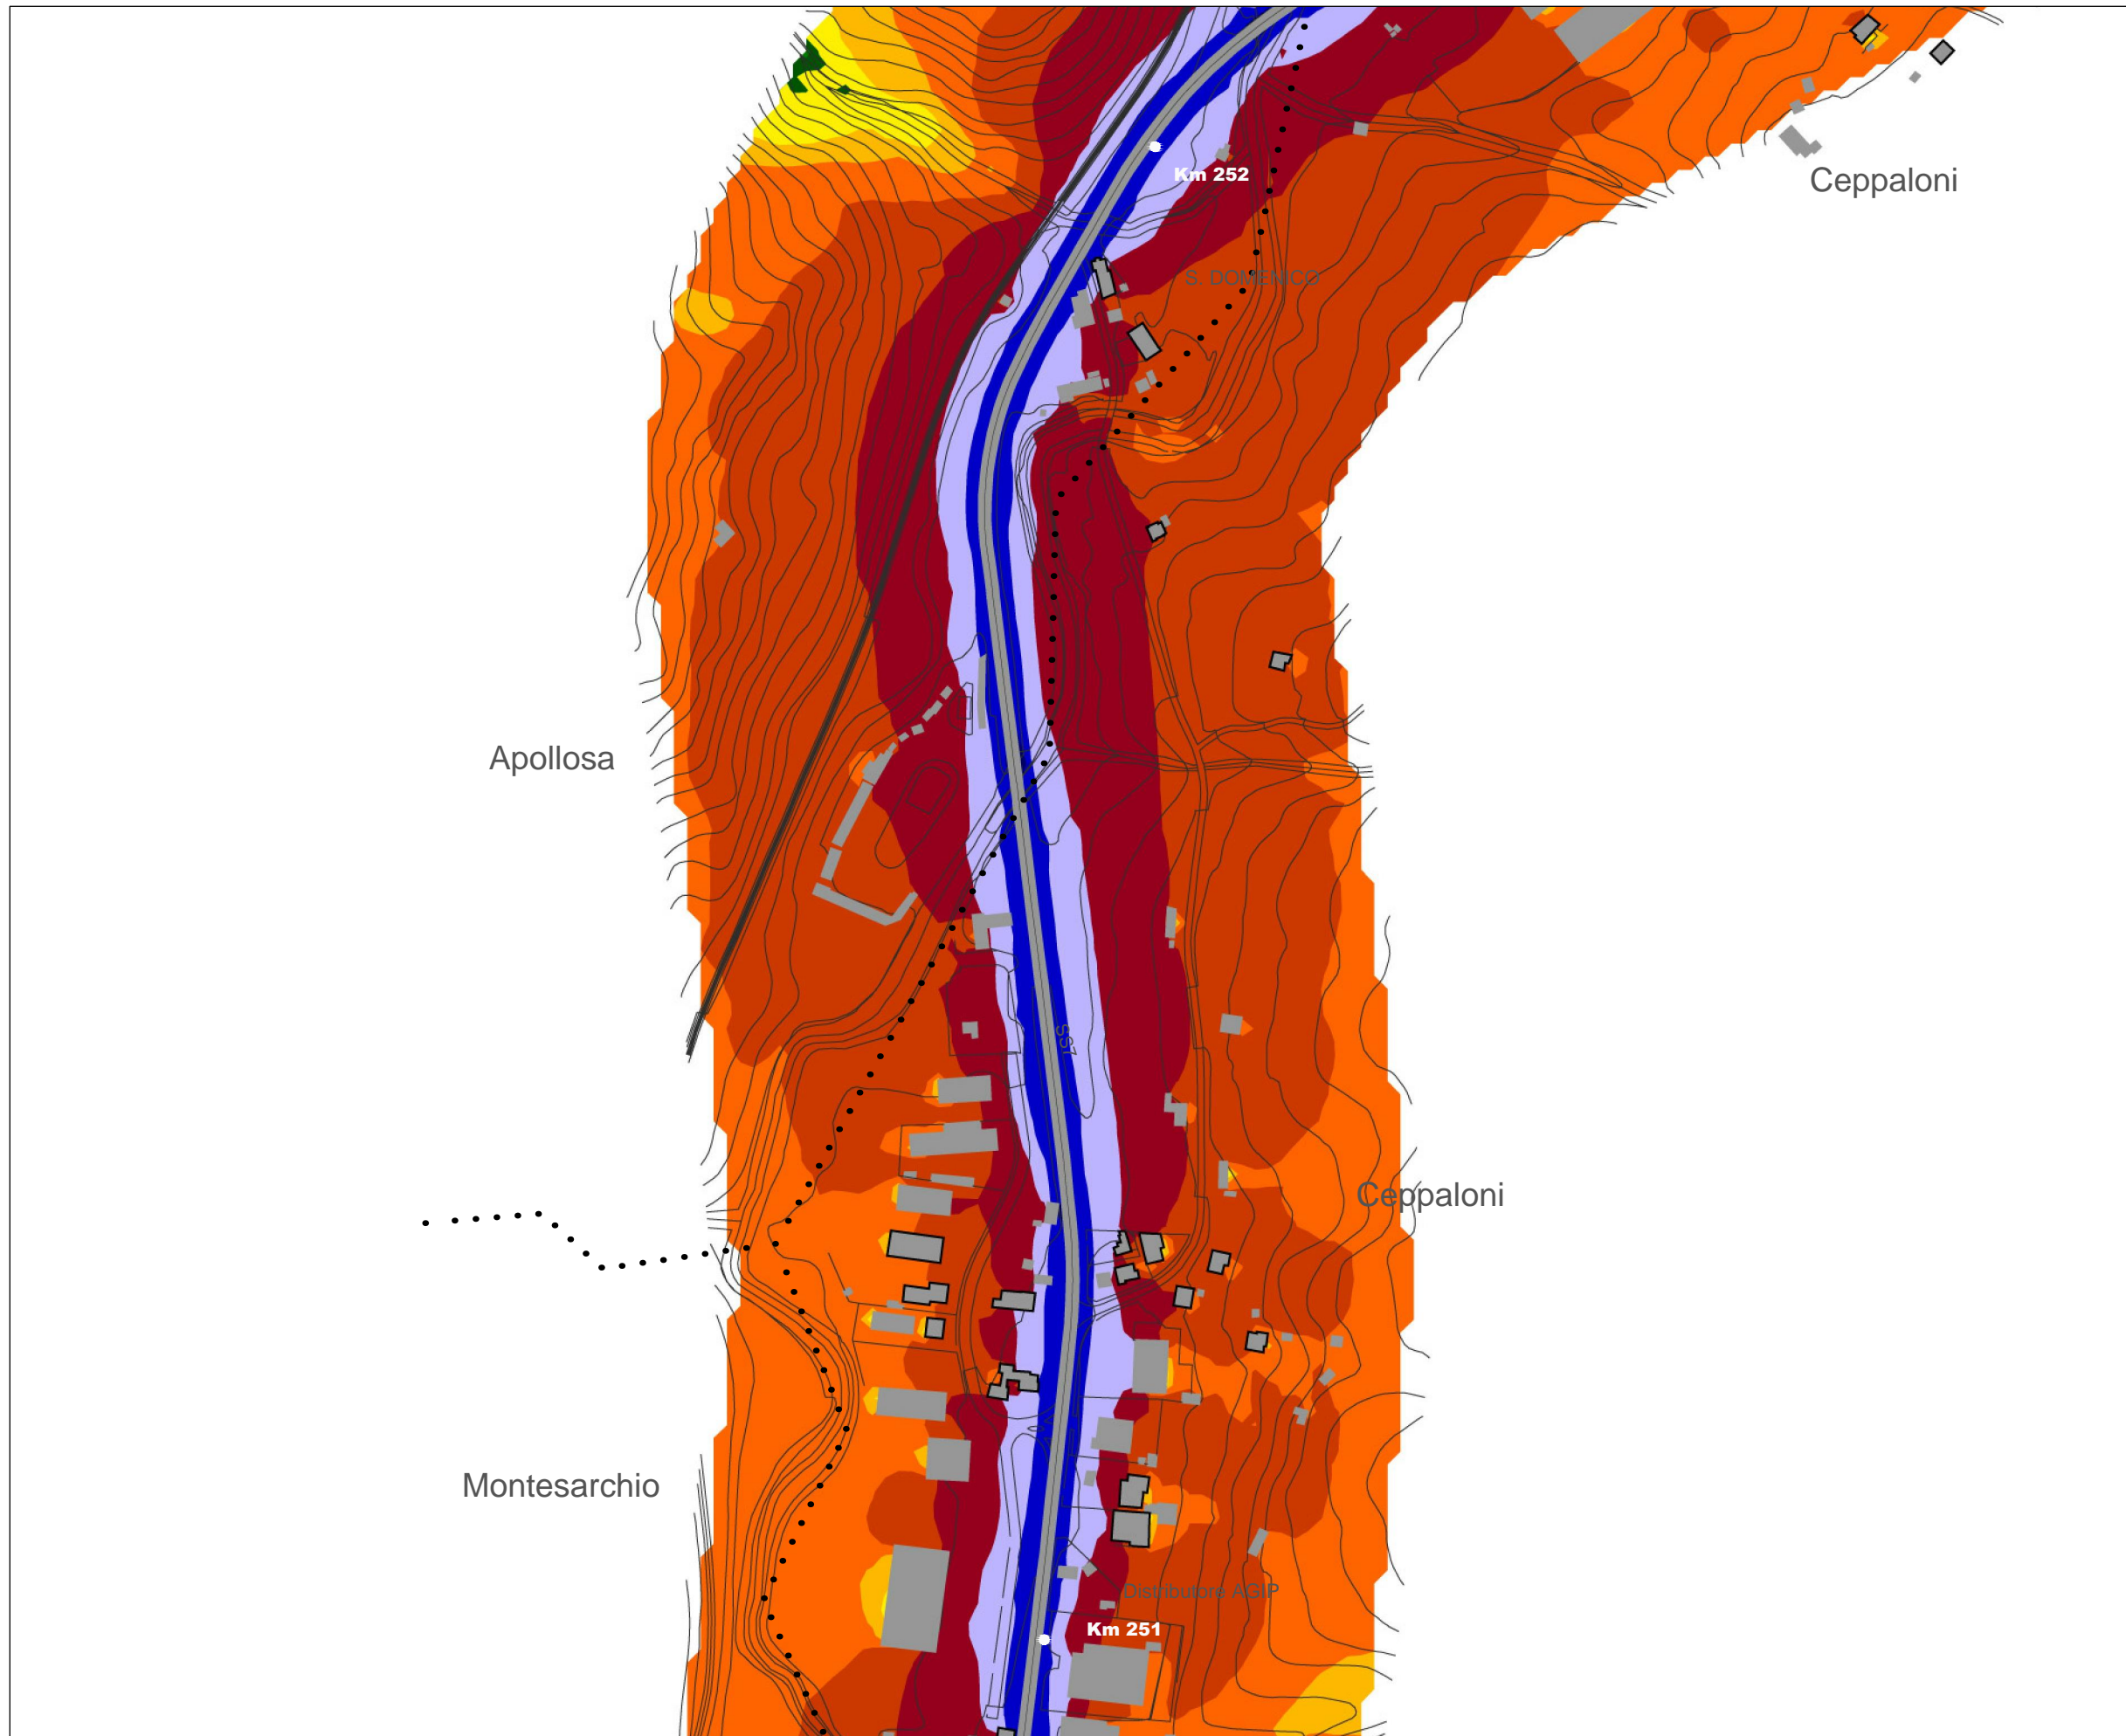 Km 252
Ceppaloni
S. DOMENICO
Apollosa
SS7
Ceppaloni
Montesarchio
Distributore AGIP
Km 251